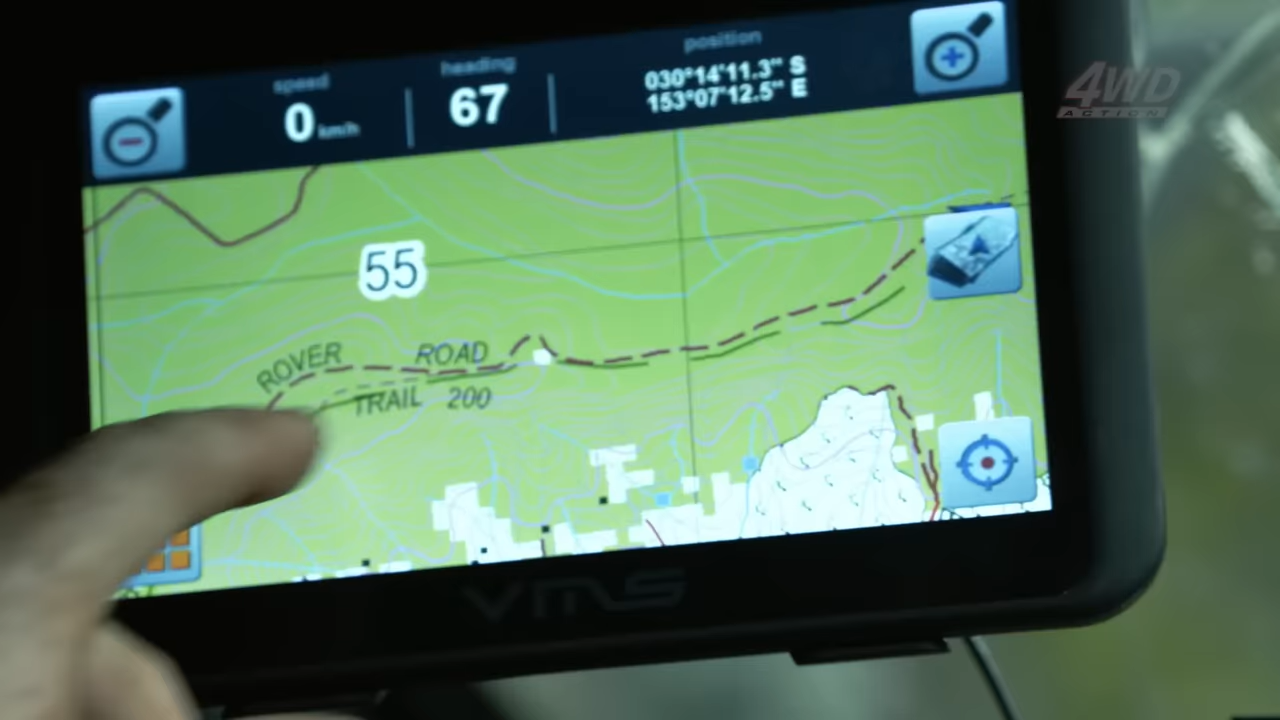 speed
heading
position
0 km/h
67
030°14'11.3" S
153°07'12.5" E
4WD
ACTION
55
ROVER ROAD
TRAIL 200
VMS